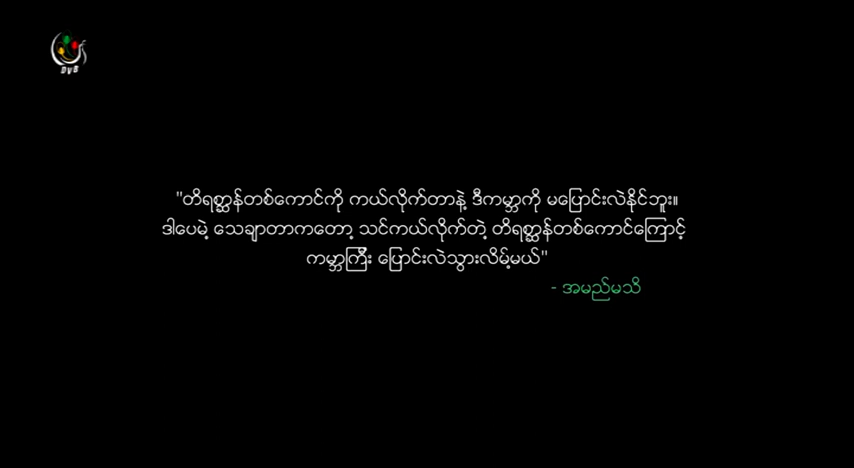 DVB
"တိရစ္ဆာန်တစ်ကောင်ကို ကယ်လိုက်တာနဲ့ ဒီကမ္ဘာကို မပြောင်းလဲနိုင်ဘူး။
ဒါပေမဲ့ သေချာတာကတော့ သင်ကယ်လိုက်တဲ့ တိရစ္ဆာန်တစ်ကောင်ကြောင့်
ကမ္ဘာကြီး ပြောင်းလဲသွားလိမ့်မယ်"
- အမည်မသိ